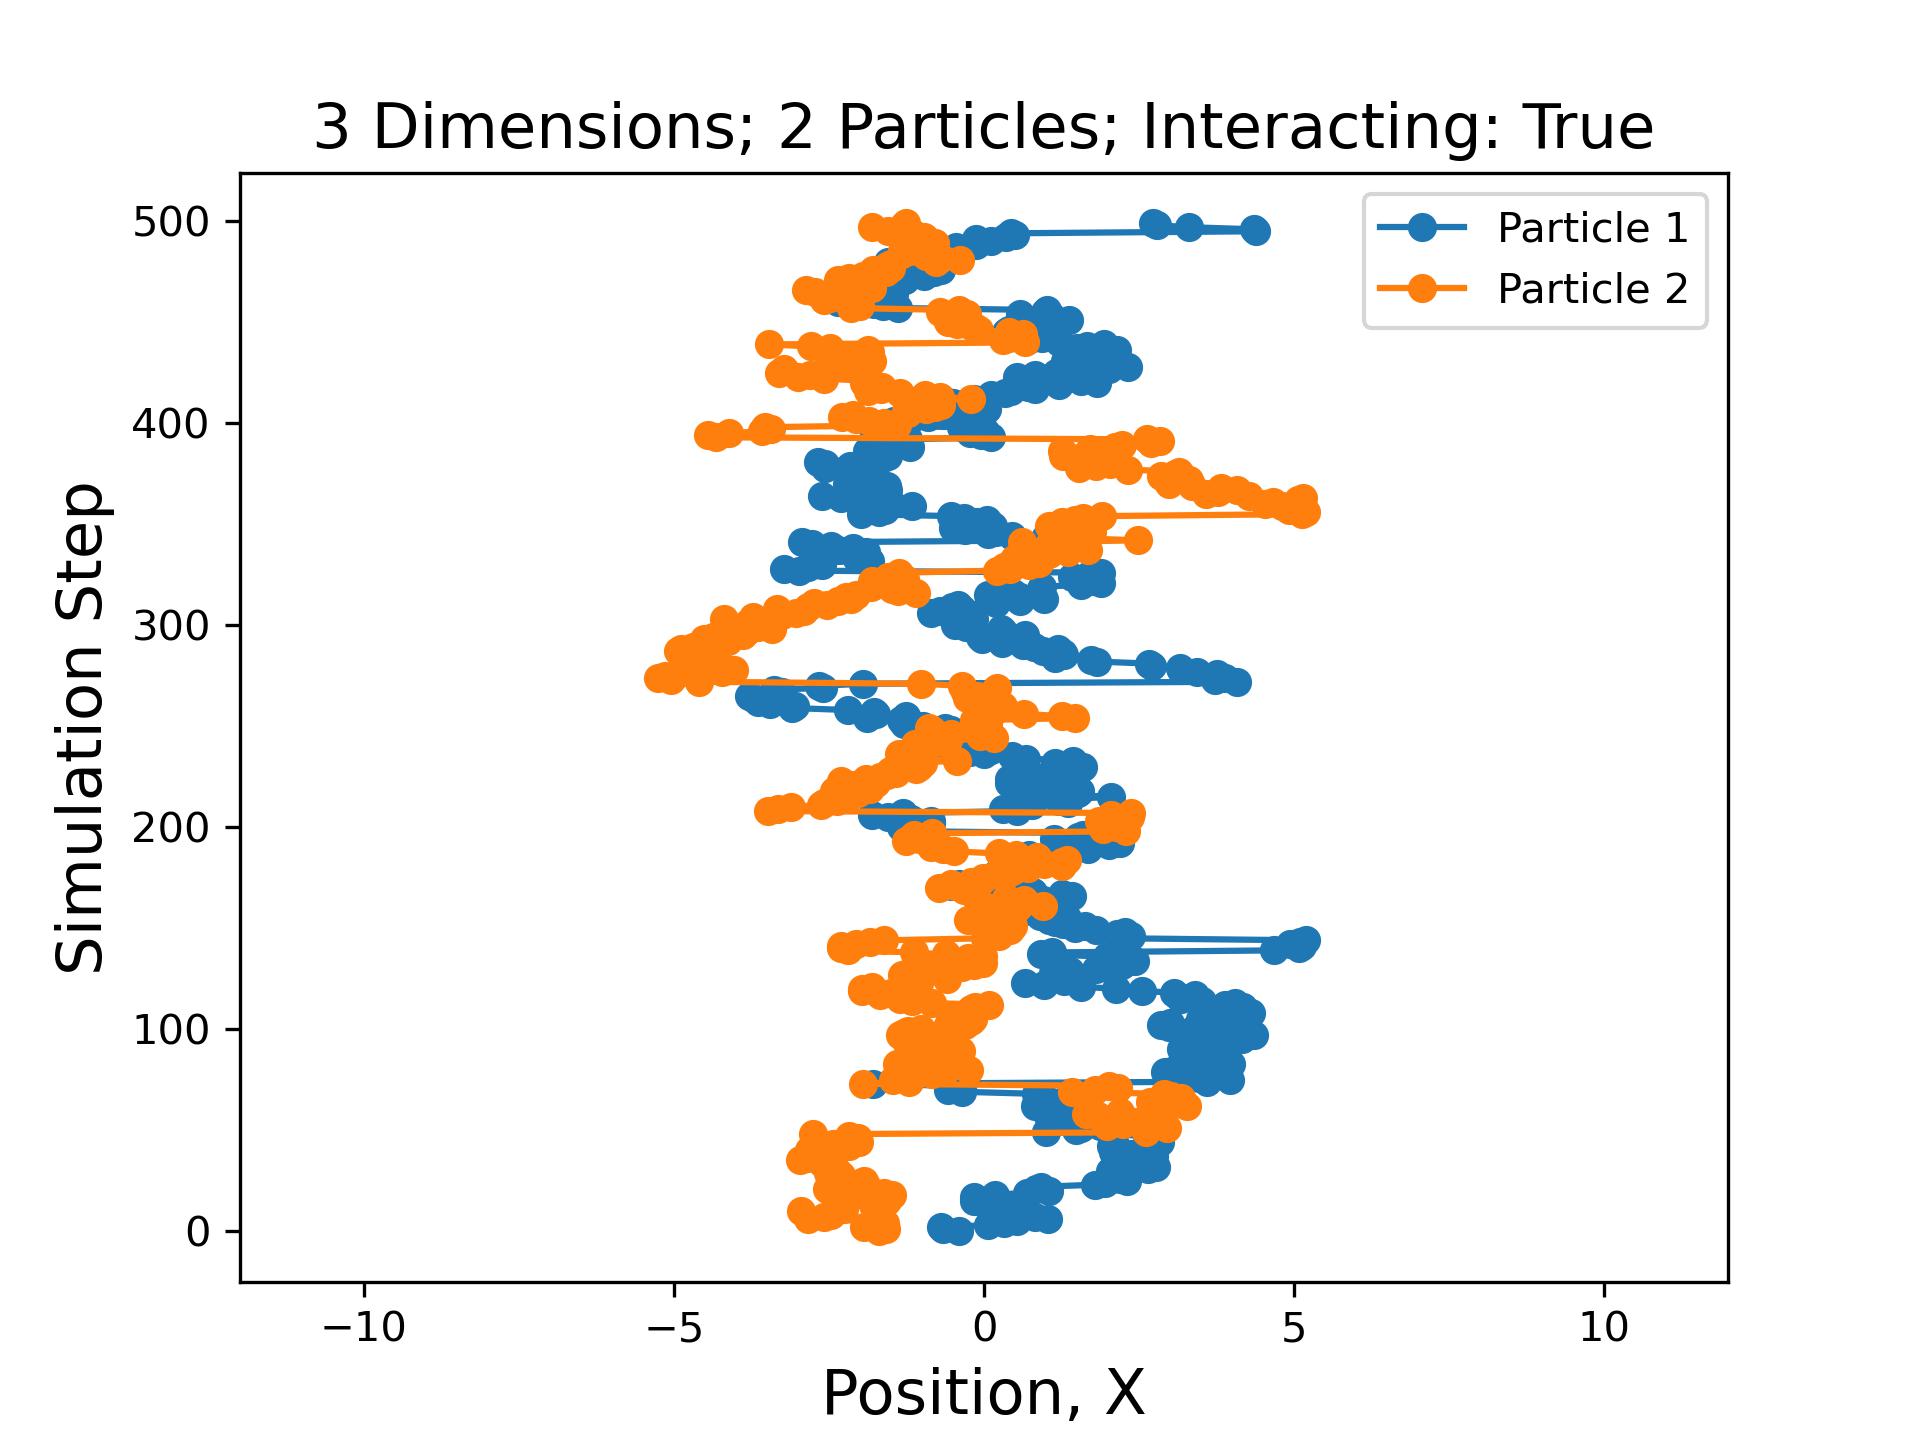 3 Dimensions; 2 Particles; Interacting: True
Particle 1
Particle 2
Simulation Step
500
400
300
200
100
0
−10
−5
0
5
10
Position, X